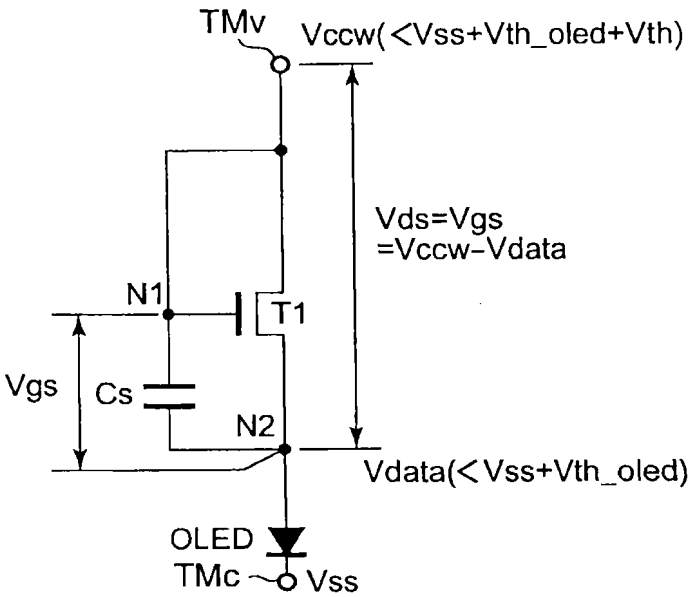 TMv
Vccw(<Vss+Vth_oled+Vth)
Vds=Vgs
=Vccw-Vdata
N1
T1
Vgs
Cs
N2
Vdata(<Vss+Vth_oled)
OLED
TMc
Vss